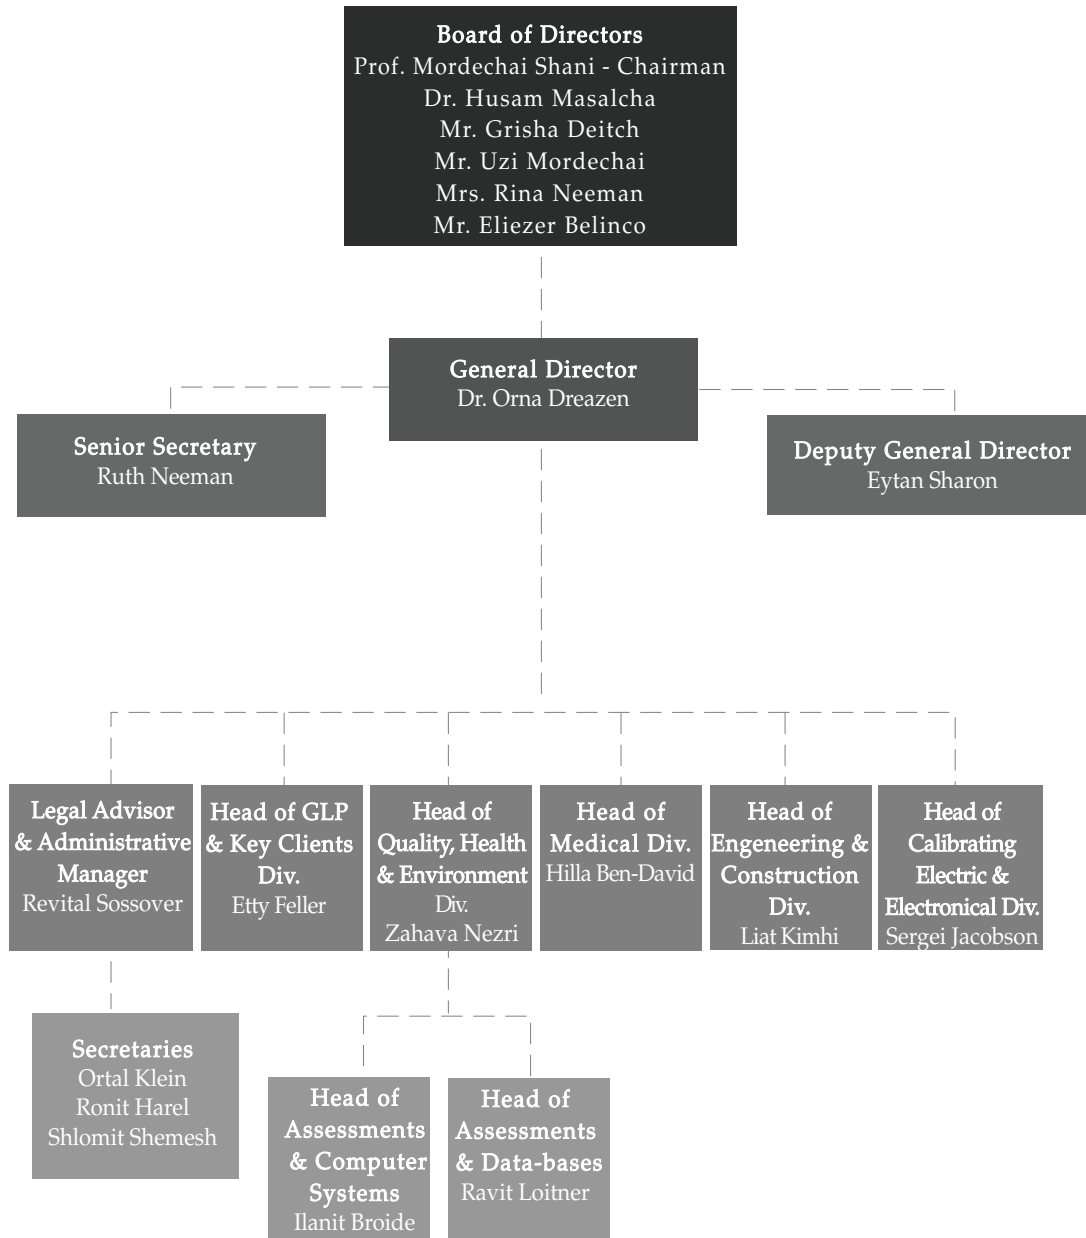 Board of Directors
Prof. Mordechai Shani - Chairman
Dr. Husam Masalcha
Mr. Grisha Deitch
Mr. Uzi Mordechai
Mrs. Rina Neeman
Mr. Eliezer Belinco
General Director
Dr. Orna Dreazen
Senior Secretary
Ruth Neeman
Deputy General Director
Eytan Sharon
Legal Advisor
& Administrative
Manager
Revital Sossover
Head of GLP
& Key Clients
Div.
Etty Feller
Head of
Quality, Health
& Environment
Div.
Zahava Nezri
Head of
Medical Div.
Hilla Ben-David
Head of
Engeneering &
Construction
Div.
Liat Kimhi
Head of
Calibrating
Electric &
Electronical Div.
Sergei Jacobson
Secretaries
Ortal Klein
Ronit Harel
Shlomit Shemesh
Head of
Assessments
& Computer
Systems
Ilanit Broide
Head of
Assessments
& Data-bases
Ravit Loitner